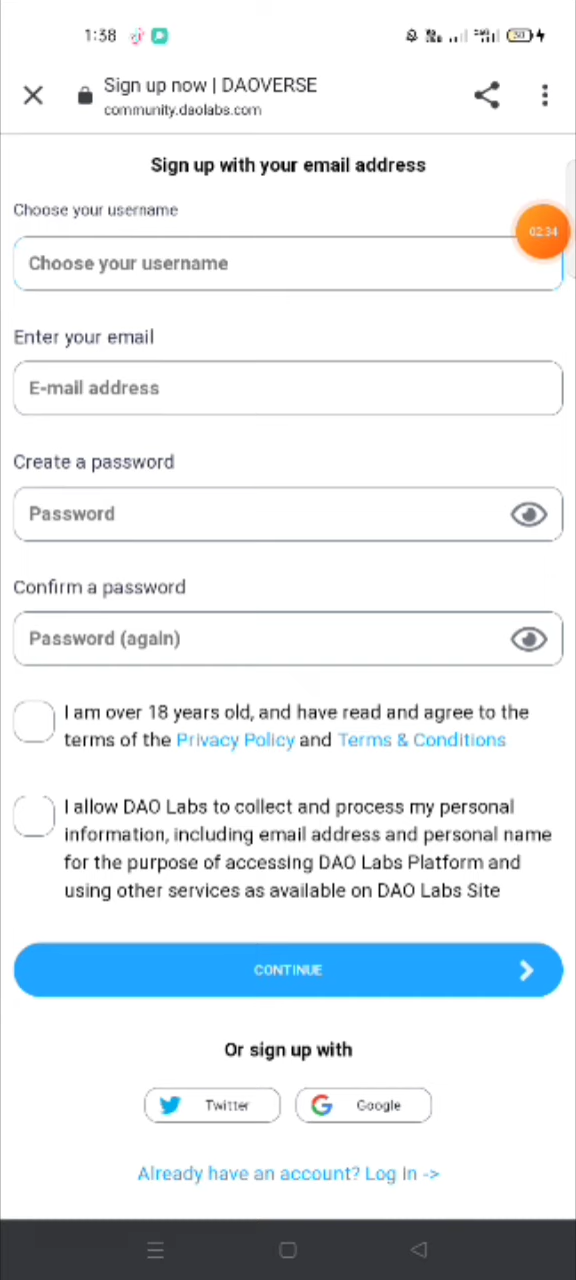 1:38
30
Sign up now | DAOVERSE
community.daolabs.com
Sign up with your email address
Choose your username
02:34
Choose your username
Enter your email
E-mail address
Create a password
Password
Confirm a password
Password (again)
I am over 18 years old, and have read and agree to the
terms of the Privacy Policy and Terms & Conditions
I allow DAO Labs to collect and process my personal
information, including email address and personal name
for the purpose of accessing DAO Labs Platform and
using other services as available on DAO Labs Site
CONTINUE
Or sign up with
Twitter
Google
Already have an account? Log In ->